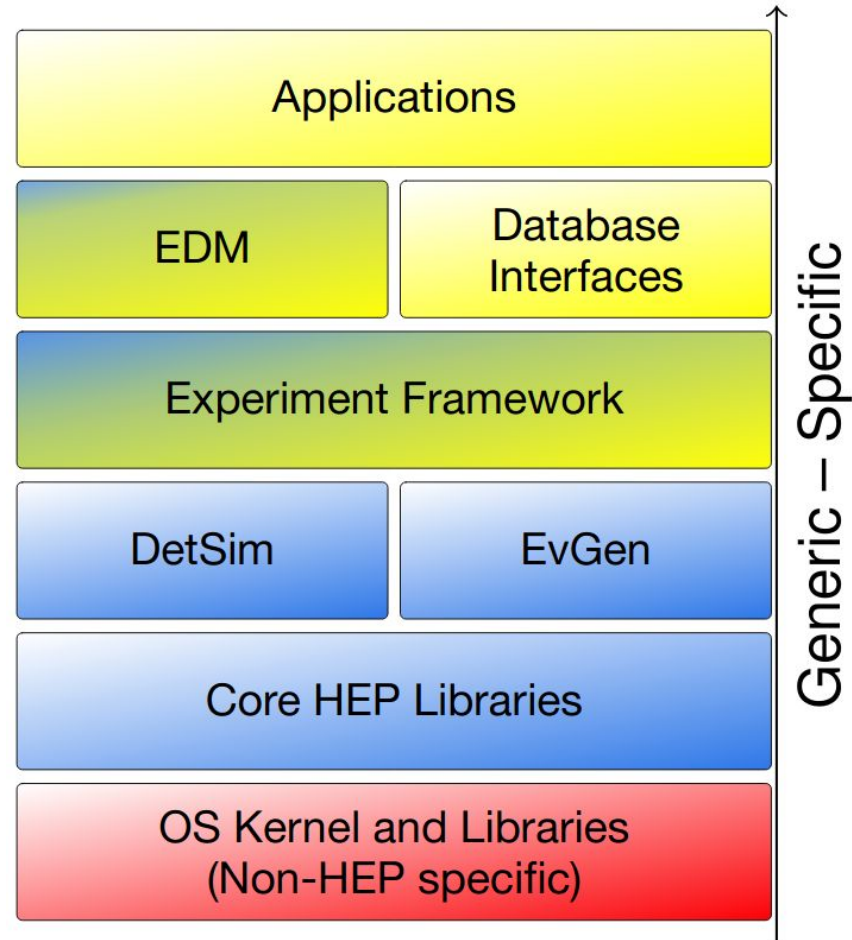 Applications
EDM
Database
Interfaces
Experiment Framework
DetSim
EvGen
Core HEP Libraries
OS Kernel and Libraries
(Non-HEP specific)
Generic – Specific